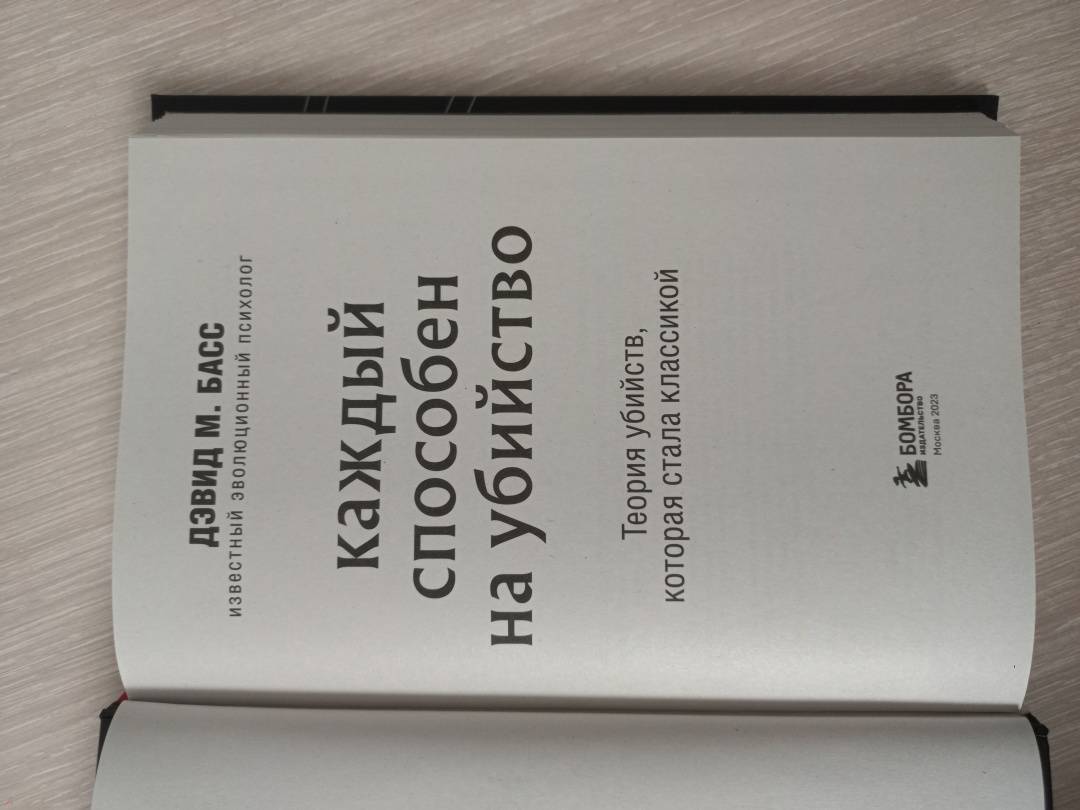 ДЭВИД М. БАСС
ИЗВЕСТНЫЙ ЭВОЛЮЦИОННЫЙ ПСИХОЛОГ
Каждый
способен
на убийство
Теория убийств,
которая стала классикой
БОМБОРА
ИЗДАТЕЛЬСТВО
Москва 2023